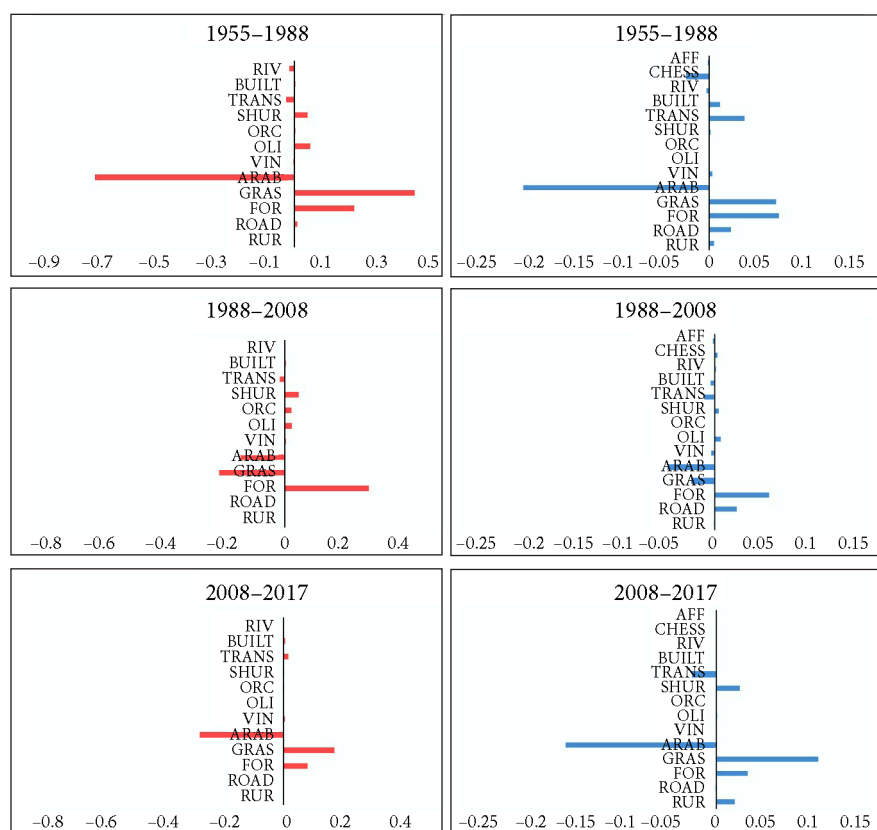 1955–1988
RIV
BUILT
TRANS
SHUR
ORC
OLI
VIN
ARAB
GRAS
FOR
ROAD
RUR
−0.9 −0.7 −0.5 −0.3 −0.1 0.1 0.3 0.5
1955–1988
AFF
CHESS
RIV
BUILT
TRANS
SHUR
ORC
OLI
VIN
ARAB
GRAS
FOR
ROAD
RUR
−0.25 −0.2 −0.15 −0.1 −0.05 0 0.05 0.1 0.15
1988–2008
RIV
BUILT
TRANS
SHUR
ORC
OLI
VIN
ARAB
GRAS
FOR
ROAD
RUR
−0.8 −0.6 −0.4 −0.2 0 0.2 0.4
1988–2008
AFF
CHESS
RIV
BUILT
TRANS
SHUR
ORC
OLI
VIN
ARAB
GRAS
FOR
ROAD
RUR
−0.25 −0.2 −0.15 −0.1 −0.05 0 0.05 0.1 0.15
2008–2017
RIV
BUILT
TRANS
SHUR
ORC
OLI
VIN
ARAB
GRAS
FOR
ROAD
RUR
−0.8 −0.6 −0.4 −0.2 0 0.2 0.4
2008–2017
AFF
CHESS
RIV
BUILT
TRANS
SHUR
ORC
OLI
VIN
ARAB
GRAS
FOR
ROAD
RUR
−0.25 −0.2 −0.15 −0.1 −0.05 0 0.05 0.1 0.15